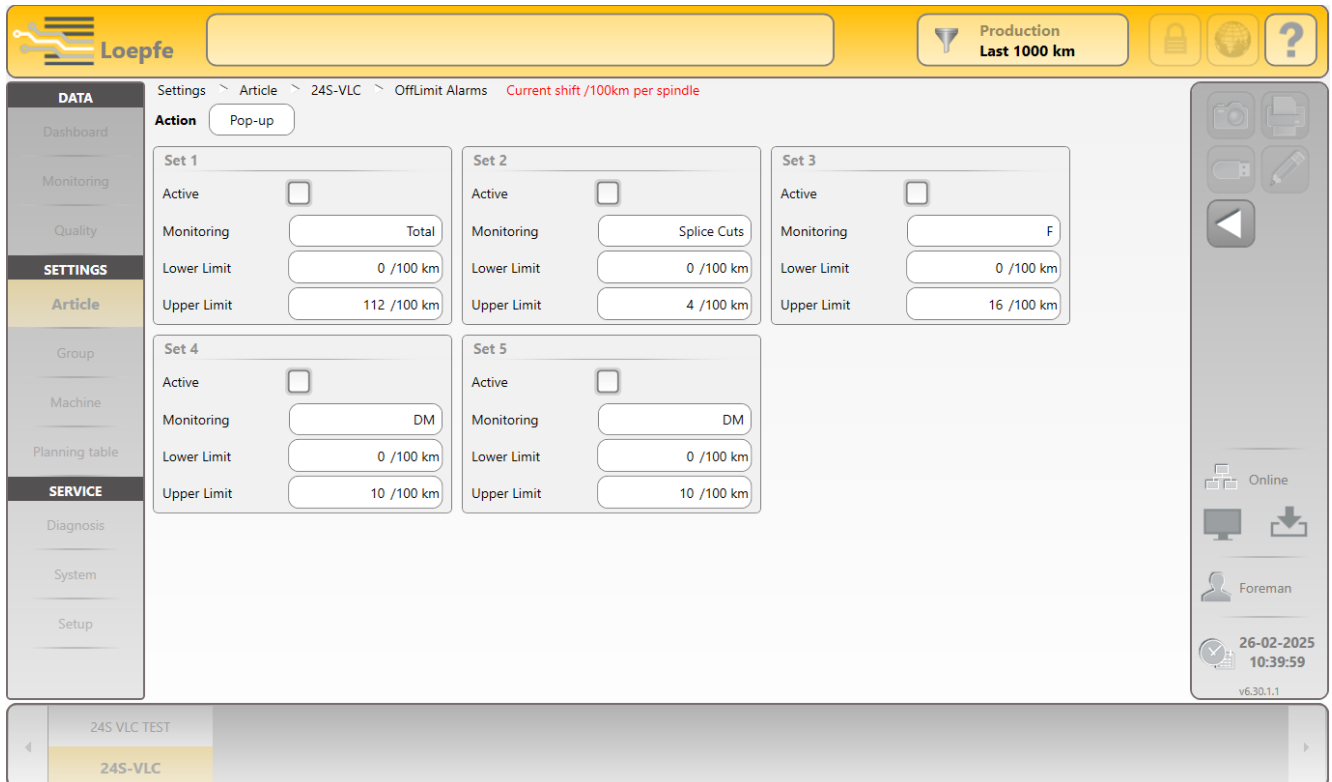 Loepfe
Production
Last 1000 km
?
DATA
Dashboard
Monitoring
Quality
SETTINGS
Article
Group
Machine
Planning table
SERVICE
Diagnosis
System
Setup
Settings > Article > 24S-VLC > OffLimit Alarms Current shift /100km per spindle
Action Pop-up
Set 1
Active
Monitoring Total
Lower Limit 0 /100 km
Upper Limit 112 /100 km
Set 2
Active
Monitoring Splice Cuts
Lower Limit 0 /100 km
Upper Limit 4 /100 km
Set 3
Active
Monitoring F
Lower Limit 0 /100 km
Upper Limit 16 /100 km
Set 4
Active
Monitoring DM
Lower Limit 0 /100 km
Upper Limit 10 /100 km
Set 5
Active
Monitoring DM
Lower Limit 0 /100 km
Upper Limit 10 /100 km
Online
Foreman
26-02-2025
10:39:59
v6.30.1.1
24S VLC TEST
24S-VLC